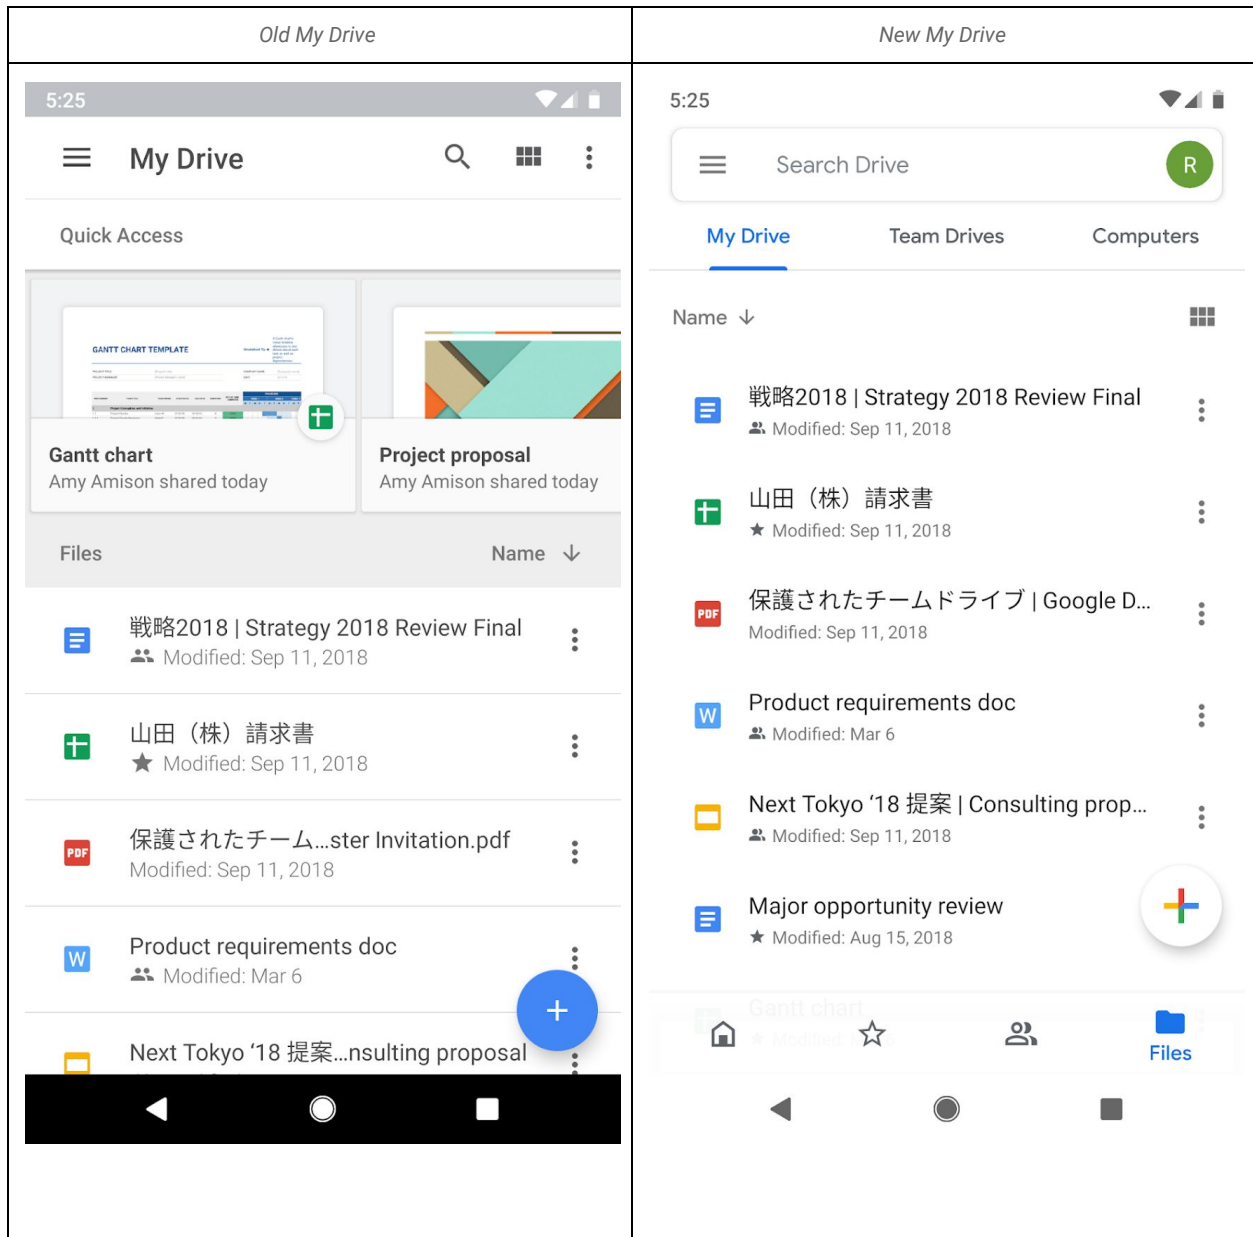 Old My Drive
New My Drive
5:25
My Drive
Quick Access
GANTT CHART TEMPLATE
Gantt chart
Amy Amison shared today
Project proposal
Amy Amison shared today
Files
Name
戦略2018 | Strategy 2018 Review Final
Modified: Sep 11, 2018
山田（株）請求書
Modified: Sep 11, 2018
PDF
保護されたチーム...ster Invitation.pdf
Modified: Sep 11, 2018
W
Product requirements doc
Modified: Mar 6
Next Tokyo ‘18 提案...nsulting proposal
5:25
Search Drive
R
My Drive
Team Drives
Computers
Name
戦略2018 | Strategy 2018 Review Final
Modified: Sep 11, 2018
山田（株）請求書
Modified: Sep 11, 2018
PDF
保護されたチームドライブ | Google D...
Modified: Sep 11, 2018
W
Product requirements doc
Modified: Mar 6
Next Tokyo ‘18 提案 | Consulting prop...
Modified: Sep 11, 2018
Major opportunity review
Modified: Aug 15, 2018
Gantt chart
Files